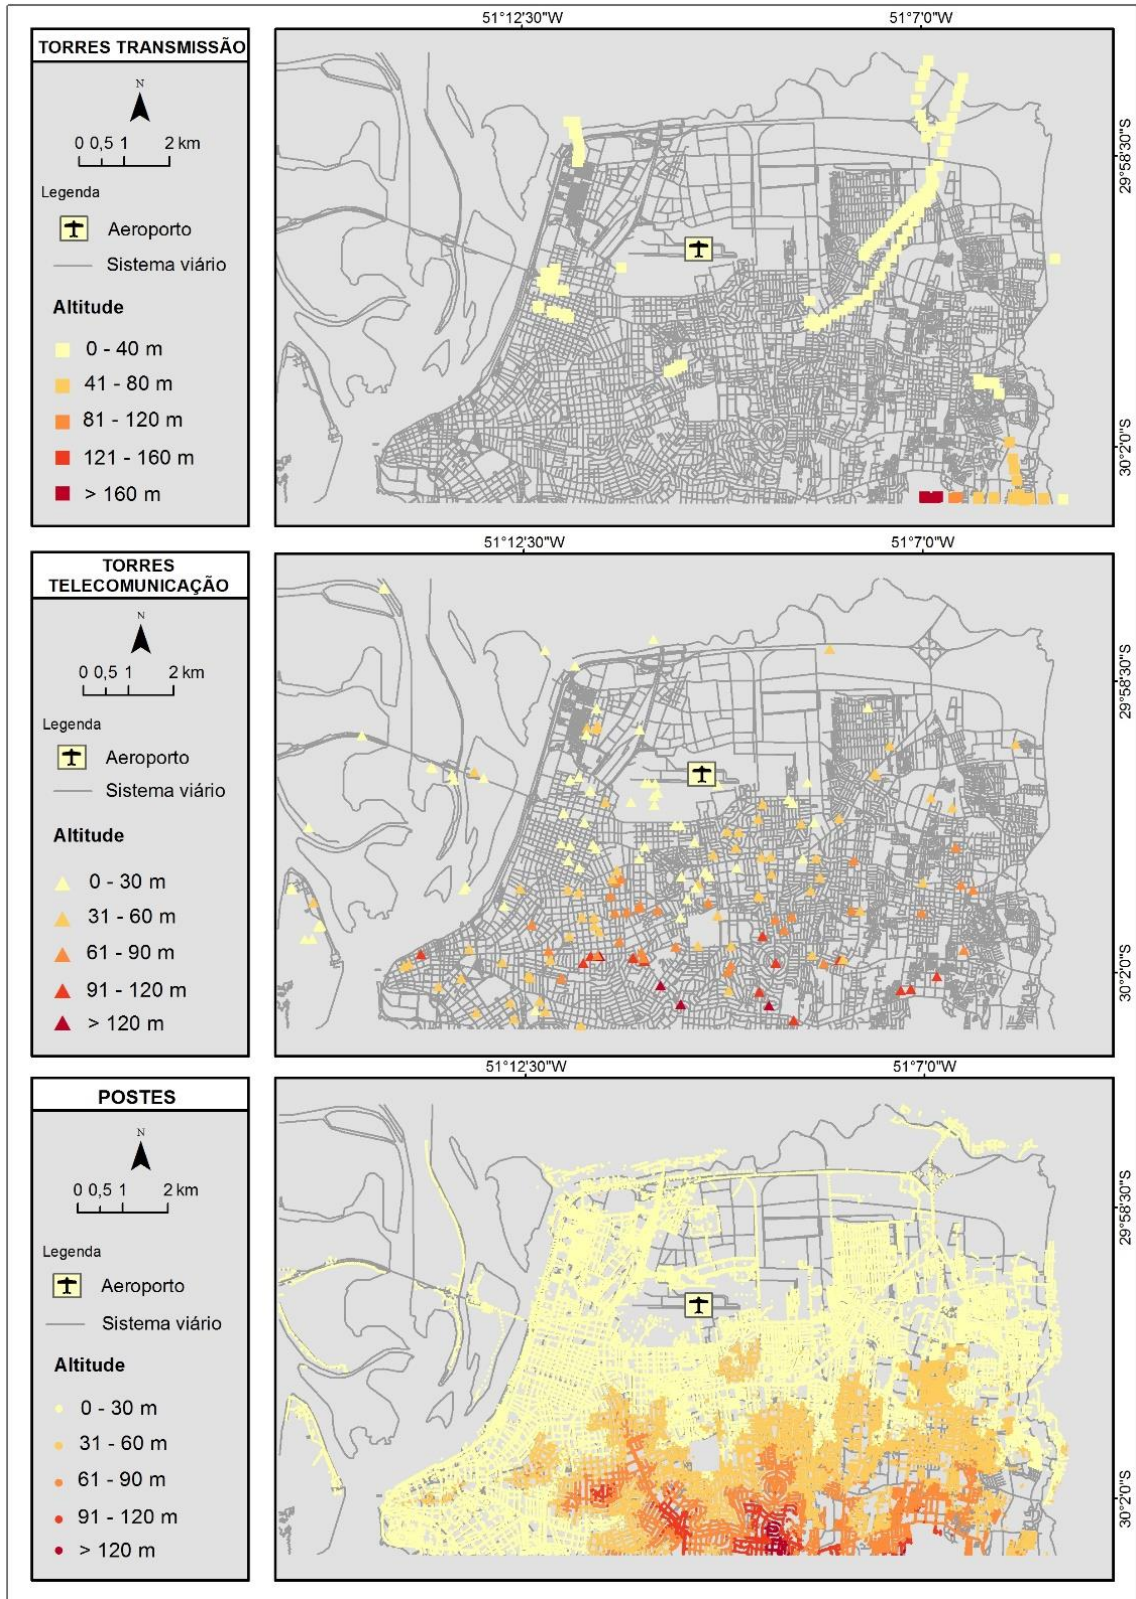 51°12'30"W
51°7'0"W
TORRES TRANSMISSÃO
N
0 0,5 1 2 km
Legenda
Aeroporto
Sistema viário
Altitude
0 - 40 m
41 - 80 m
81 - 120 m
121 - 160 m
> 160 m
29°58'30"S
30°2'0"S
51°12'30"W
51°7'0"W
TORRES
TELECOMUNICAÇÃO
N
0 0,5 1 2 km
Legenda
Aeroporto
Sistema viário
Altitude
0 - 30 m
31 - 60 m
61 - 90 m
91 - 120 m
> 120 m
29°58'30"S
30°2'0"S
51°12'30"W
51°7'0"W
POSTES
N
0 0,5 1 2 km
Legenda
Aeroporto
Sistema viário
Altitude
0 - 30 m
31 - 60 m
61 - 90 m
91 - 120 m
> 120 m
29°58'30"S
30°2'0"S